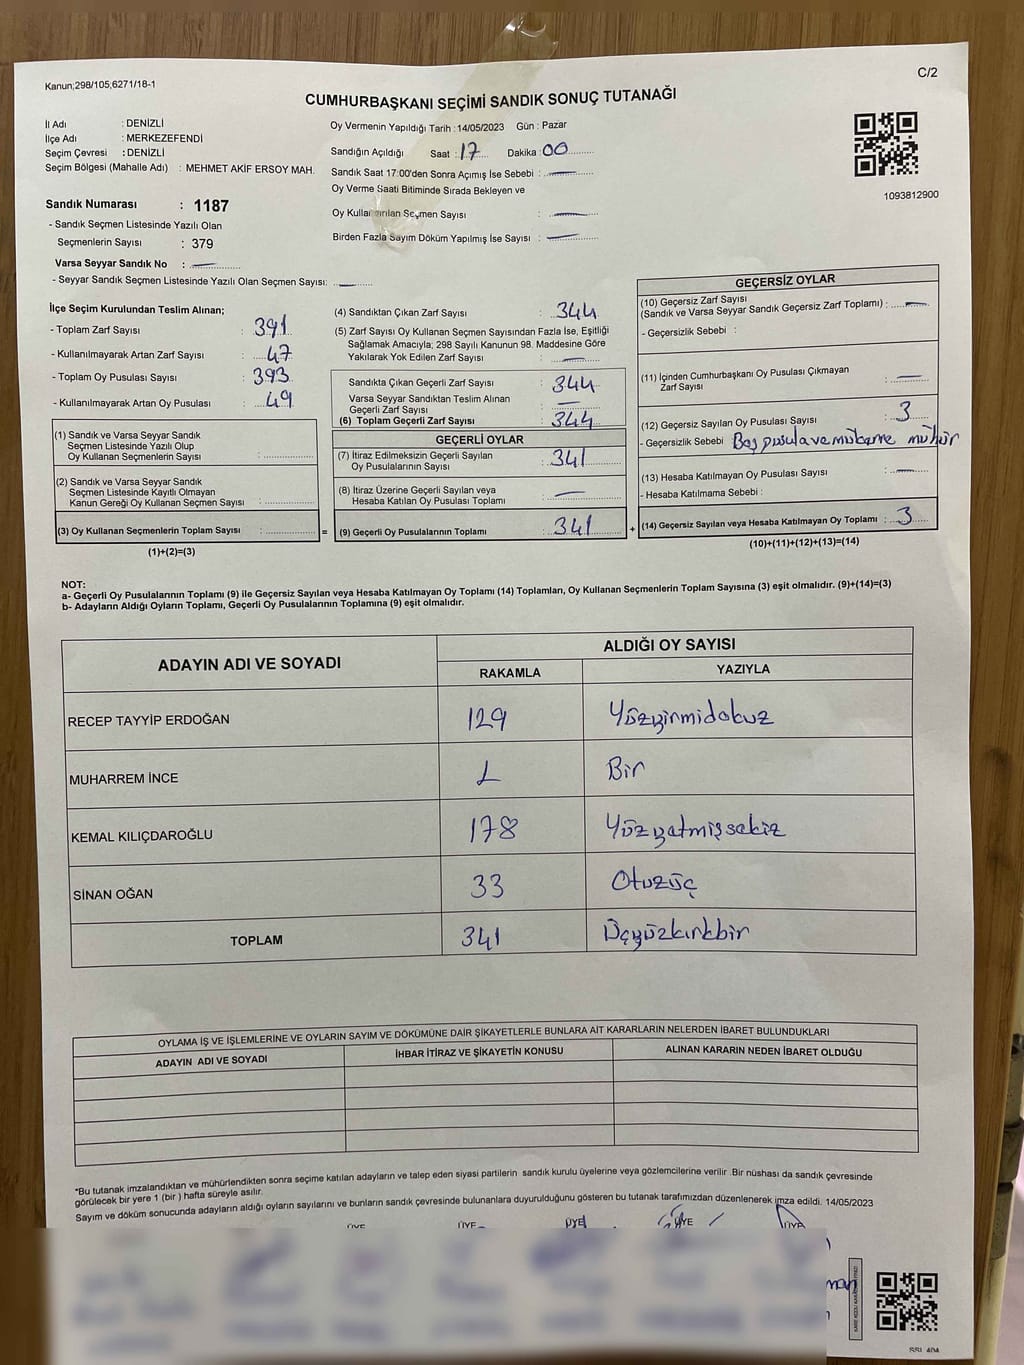 Kanun;298/105;6271/18-1
C/2
CUMHURBAŞKANI SEÇİMİ SANDIK SONUÇ TUTANAĞI
İl Adı : DENİZLİ
İlçe Adı : MERKEZEFENDİ
Seçim Çevresi : DENİZLİ
Seçim Bölgesi (Mahalle Adı) : MEHMET AKİF ERSOY MAH.
Oy Vermenin Yapıldığı Tarih : 14/05/2023 Gün : Pazar
Sandığın Açıldığı Saat : 17 Dakika : 00
Sandık Saat 17:00'den Sonra Açımış İse Sebebi : —
Oy Verme Saati Bitiminde Sırada Bekleyen ve
Oy Kullandırılan Seçmen Sayısı : —
Birden Fazla Sayım Döküm Yapılmış İse Sayısı : —
1093812900
Sandık Numarası : 1187
- Sandık Seçmen Listesinde Yazılı Olan
Seçmenlerin Sayısı : 379
Varsa Seyyar Sandık No : —
- Seyyar Sandık Seçmen Listesinde Yazılı Olan Seçmen Sayısı: —
İlçe Seçim Kurulundan Teslim Alınan;
- Toplam Zarf Sayısı : 391
- Kullanılmayarak Artan Zarf Sayısı : 47
- Toplam Oy Pusulası Sayısı : 393
- Kullanılmayarak Artan Oy Pusulası : 49
(1) Sandık ve Varsa Seyyar Sandık
Seçmen Listesinde Yazılı Olup
Oy Kullanan Seçmenlerin Sayısı :
(2) Sandık ve Varsa Seyyar Sandık
Seçmen Listesinde Kayıtlı Olmayan
Kanun Gereği Oy Kullanan Seçmen Sayısı :
(3) Oy Kullanan Seçmenlerin Toplam Sayısı : =
(1)+(2)=(3)
(4) Sandıktan Çıkan Zarf Sayısı : 344
(5) Zarf Sayısı Oy Kullanan Seçmen Sayısından Fazla İse, Eşitliği
Sağlamak Amacıyla; 298 Sayılı Kanunun 98. Maddesine Göre
Yakılarak Yok Edilen Zarf Sayısı : —
Sandıkta Çıkan Geçerli Zarf Sayısı : 344
Varsa Seyyar Sandıktan Teslim Alınan
Geçerli Zarf Sayısı : —
(6) Toplam Geçerli Zarf Sayısı : 344
GEÇERLİ OYLAR
(7) İtiraz Edilmeksizin Geçerli Sayılan
Oy Pusulalarının Sayısı : 341
(8) İtiraz Üzerine Geçerli Sayılan veya
Hesaba Katılan Oy Pusulası Toplamı : —
(9) Geçerli Oy Pusulalarının Toplamı : 341 +
GEÇERSİZ OYLAR
(10) Geçersiz Zarf Sayısı
(Sandık ve Varsa Seyyar Sandık Geçersiz Zarf Toplamı) : —
- Geçersizlik Sebebi :
(11) İçinden Cumhurbaşkanı Oy Pusulası Çıkmayan
Zarf Sayısı : —
(12) Geçersiz Sayılan Oy Pusulası Sayısı : 3
- Geçersizlik Sebebi Boş pusula ve mükerre mühür
(13) Hesaba Katılmayan Oy Pusulası Sayısı : —
- Hesaba Katılmama Sebebi :
(14) Geçersiz Sayılan veya Hesaba Katılmayan Oy Toplamı : 3
(10)+(11)+(12)+(13)=(14)
NOT:
a- Geçerli Oy Pusulalarının Toplamı (9) ile Geçersiz Sayılan veya Hesaba Katılmayan Oy Toplamı (14) Toplamları, Oy Kullanan Seçmenlerin Toplam Sayısına (3) eşit olmalıdır. (9)+(14)=(3)
b- Adayların Aldığı Oyların Toplamı, Geçerli Oy Pusulalarının Toplamına (9) eşit olmalıdır.
ADAYIN ADI VE SOYADI ALDIĞI OY SAYISI
RAKAMLA YAZIYLA
RECEP TAYYİP ERDOĞAN 129 Yüzyirmidokuz
MUHARREM İNCE 1 Bir
KEMAL KILIÇDAROĞLU 178 Yüzyatmişsekiz
SİNAN OĞAN 33 Otuzüç
TOPLAM 341 Üçyüzkırkbir
OYLAMA İŞ VE İŞLEMLERİNE VE OYLARIN SAYIM VE DÖKÜMÜNE DAİR ŞİKAYETLERLE BUNLARA AİT KARARLARIN NELERDEN İBARET BULUNDUKLARI
ADAYIN ADI VE SOYADI İHBAR İTİRAZ VE ŞİKAYETİN KONUSU ALINAN KARARIN NEDEN İBARET OLDUĞU
*Bu tutanak imzalandıktan ve mühürlendikten sonra seçime katılan adayların ve talep eden siyasi partilerin sandık kurulu üyelerine veya gözlemcilerine verilir. Bir nüshası da sandık çevresinde
görülecek bir yere 1 (bir ) hafta süreyle asılır.
Sayım ve döküm sonucunda adayların aldığı oyların sayılarını ve bunların sandık çevresinde bulunanlara duyurulduğunu gösteren bu tutanak tarafımızdan düzenlenerek imza edildi. 14/05/2023
ÜYE ÜYE ÜYE ÜYE ÜYE